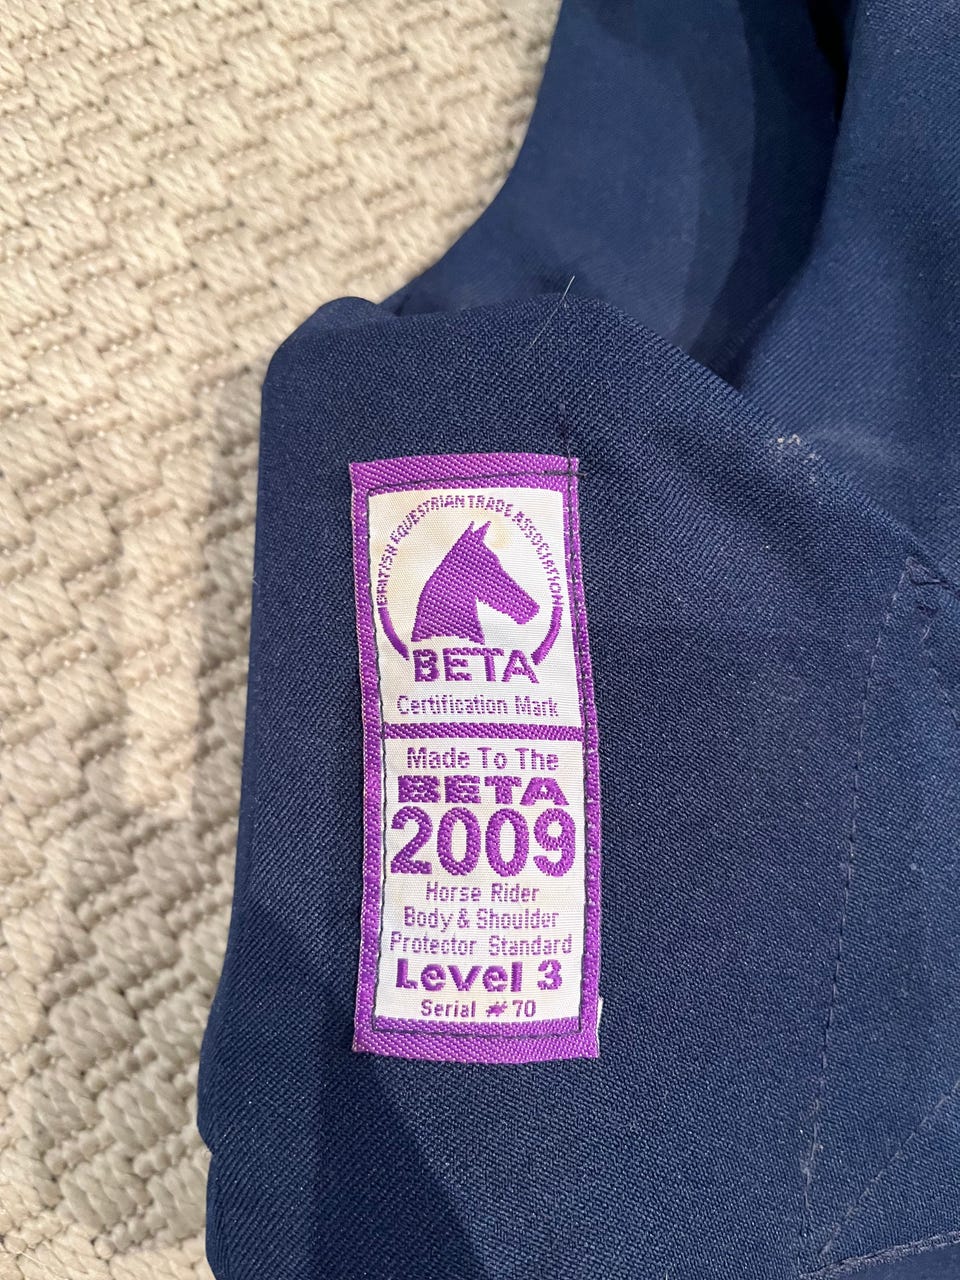 BRITISH EQUESTRIAN TRADE ASSOCIATION
BETA
Certification Mark
Made To The
BETA
2009
Horse Rider
Body & Shoulder
Protector Standard
Level 3
Serial # 70